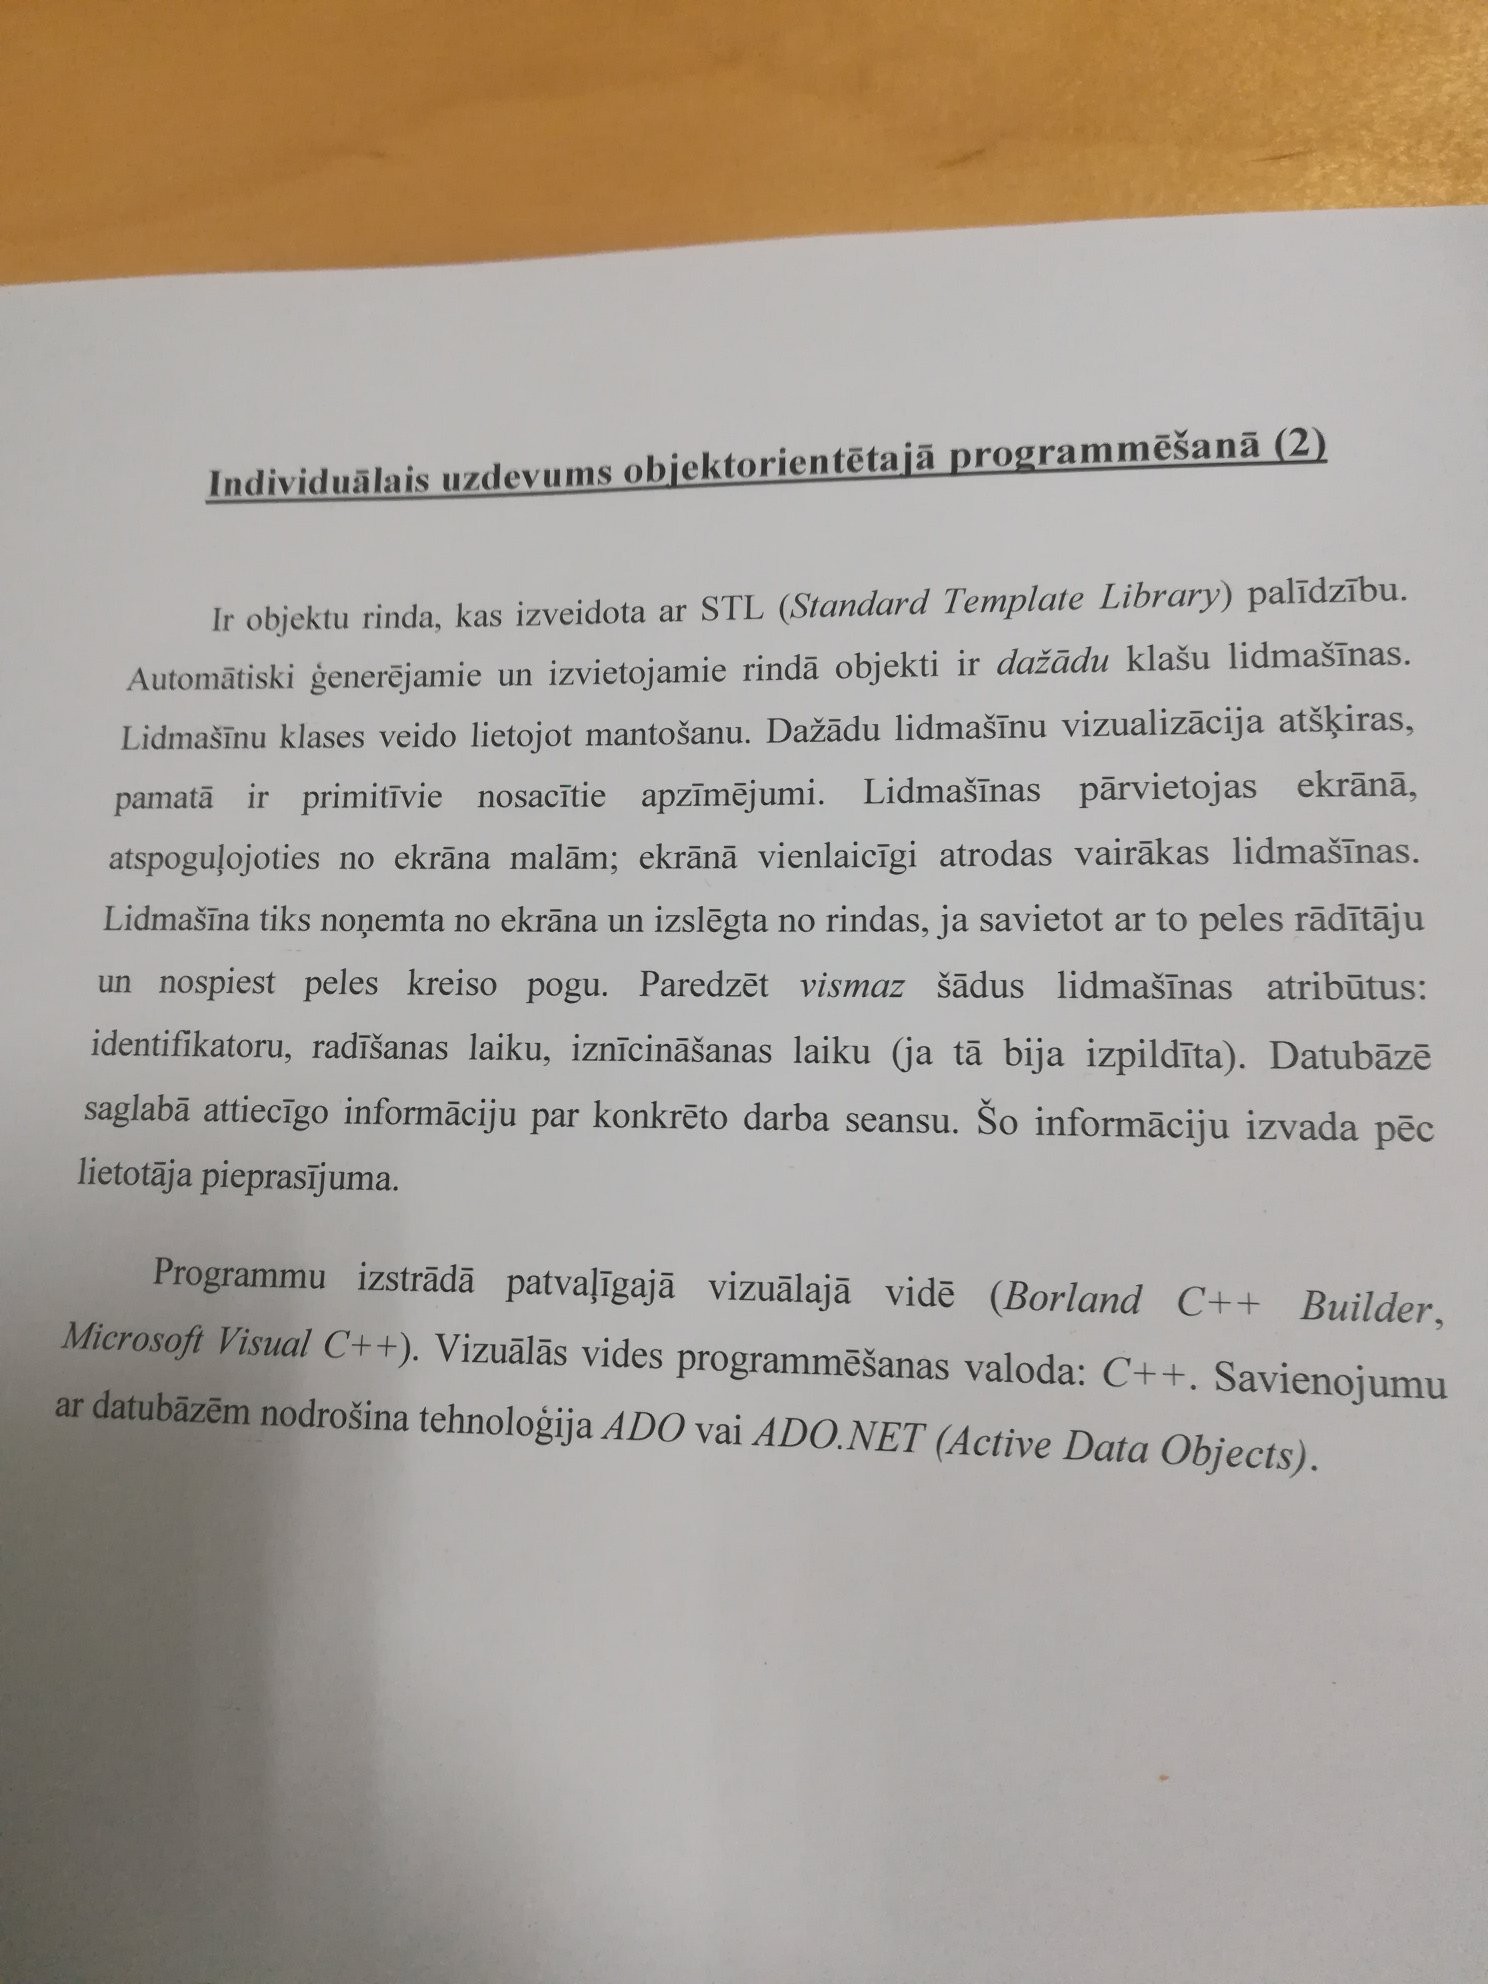 Individuālais uzdevums objektorientētajā programmēšanā (2)
Ir objektu rinda, kas izveidota ar STL (Standard Template Library) palīdzību.
Automātiski ģenerējamie un izvietojamie rindā objekti ir dažādu klašu lidmašīnas.
Lidmašīnu klases veido lietojot mantošanu. Dažādu lidmašīnu vizualizācija atšķiras,
pamatā ir primitīvie nosacītie apzīmējumi. Lidmašīnas pārvietojas ekrānā,
atspoguļojoties no ekrāna malām; ekrānā vienlaicīgi atrodas vairākas lidmašīnas.
Lidmašīna tiks noņemta no ekrāna un izslēgta no rindas, ja savietot ar to peles rādītāju
un nospiest peles kreiso pogu. Paredzēt vismaz šādus lidmašīnas atribūtus:
identifikatoru, radīšanas laiku, iznīcināšanas laiku (ja tā bija izpildīta). Datubāzē
saglabā attiecīgo informāciju par konkrēto darba seansu. Šo informāciju izvada pēc
lietotāja pieprasījuma.
Programmu izstrādā patvaļīgajā vizuālajā vidē (Borland C++ Builder,
Microsoft Visual C++). Vizuālās vides programmēšanas valoda: C++. Savienojumu
ar datubāzēm nodrošina tehnoloģija ADO vai ADO.NET (Active Data Objects).